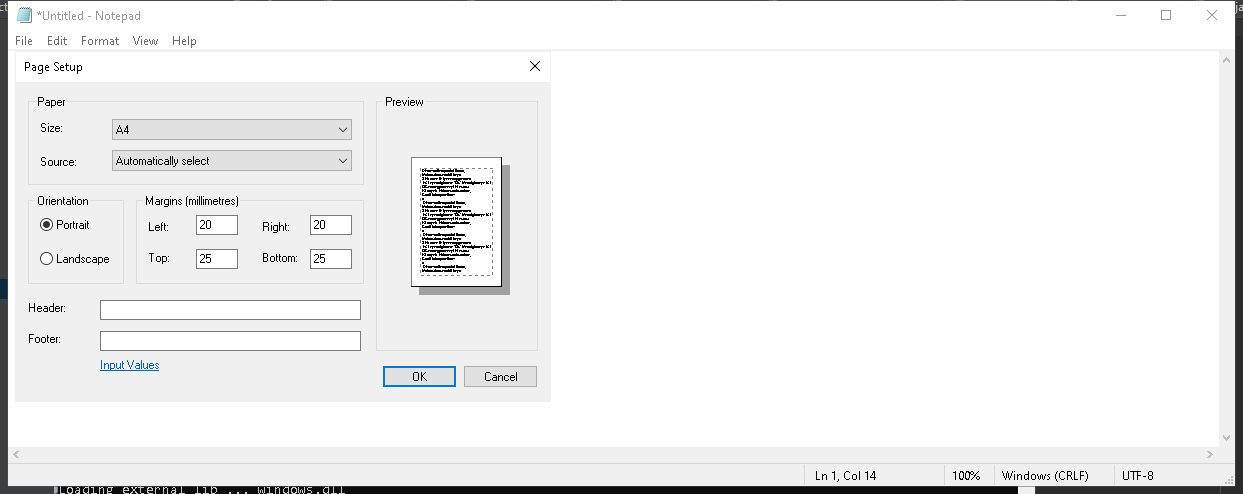 *Untitled - Notepad
File Edit Format View Help
Page Setup
Paper
Size: A4
Source: Automatically select
Orientation
Portrait
Landscape
Margins (millimetres)
Left: 20 Right: 20
Top: 25 Bottom: 25
Header:
Footer:
Input Values
Preview
OK Cancel
Ln 1, Col 14 100% Windows (CRLF) UTF-8
Loading external lib ... windows.dll